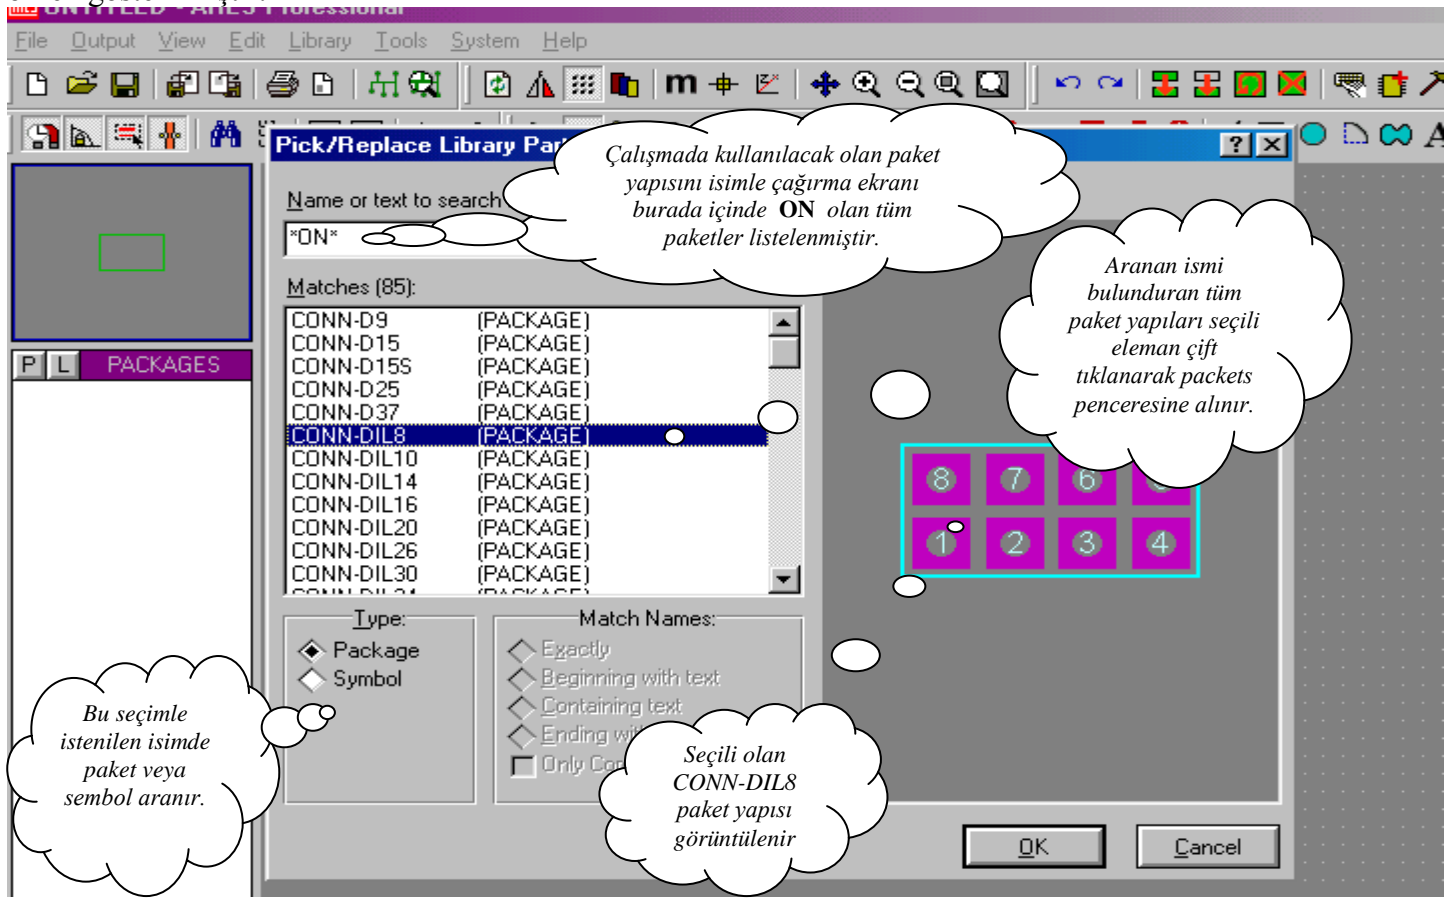 UNTITLED - ARES Professional
File Output View Edit Library Tools System Help
Pick/Replace Library Par
Name or text to search
*ON*
Çalışmada kullanılacak olan paket
yapısını isimle çağırma ekranı
burada içinde ON olan tüm
paketler listelenmiştir.
Aranan ismi
bulunduran tüm
paket yapıları seçili
eleman çift
tıklanarak packets
penceresine alınır.
Matches (85):
CONN-D9 (PACKAGE)
CONN-D15 (PACKAGE)
CONN-D15S (PACKAGE)
CONN-D25 (PACKAGE)
CONN-D37 (PACKAGE)
CONN-DIL8 (PACKAGE)
CONN-DIL10 (PACKAGE)
CONN-DIL14 (PACKAGE)
CONN-DIL16 (PACKAGE)
CONN-DIL20 (PACKAGE)
CONN-DIL26 (PACKAGE)
CONN-DIL30 (PACKAGE)
P L PACKAGES
8 7 6
1 2 3 4
Type:
Package
Symbol
Match Names:
Exactly
Beginning with text
Containing text
Ending
Only
Bu seçimle
istenilen isimde
paket veya
sembol aranır.
Seçili olan
CONN-DIL8
paket yapısı
görüntülenir
OK Cancel